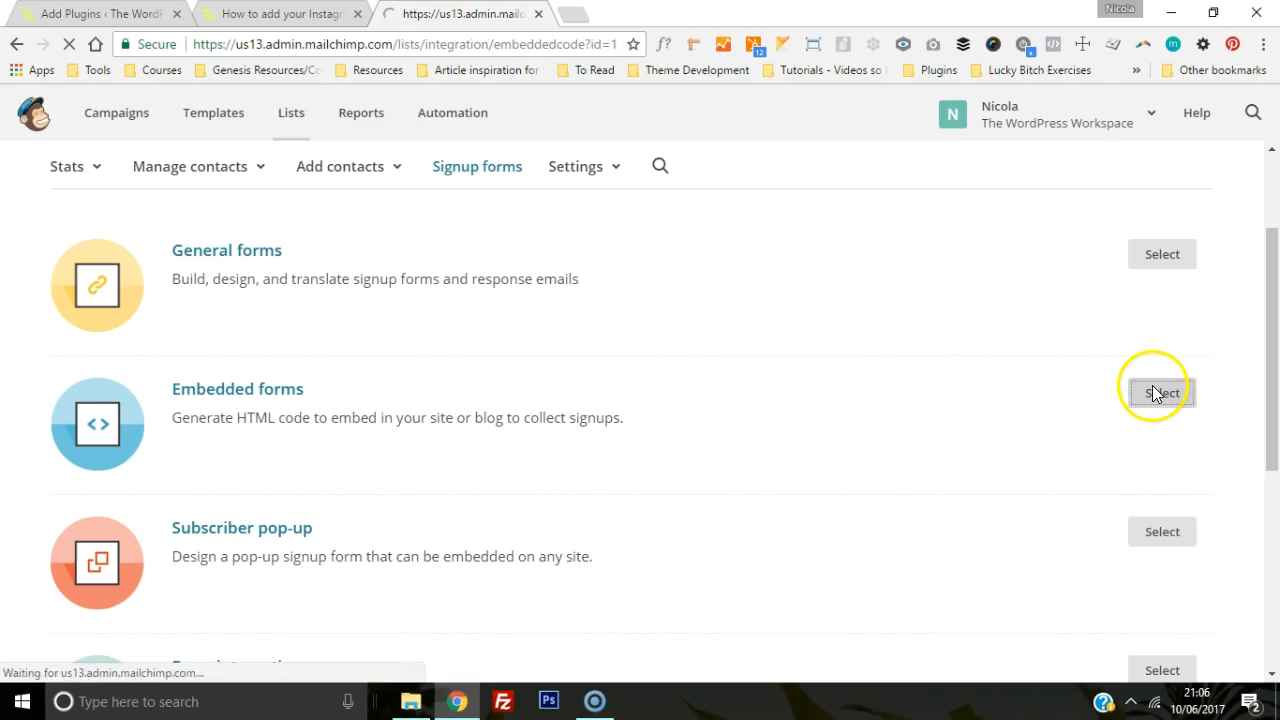 Nicola
Add Plugins ‹ The WordP
How to add your Instagr
https://us13.admin.mailc
Secure
https://us13.admin.mailchimp.com/lists/integration/embeddedcode?id=1
f?
12
x
m
Apps
Tools
Courses
Genesis Resources/Co
Resources
Article inspiration for
To Read
Theme Development
Tutorials - Videos so
Plugins
Lucky Bitch Exercises
»
Other bookmarks
Campaigns
Templates
Lists
Reports
Automation
N
Nicola
The WordPress Workspace
Help
Stats
Manage contacts
Add contacts
Signup forms
Settings
General forms
Build, design, and translate signup forms and response emails
Select
Embedded forms
Generate HTML code to embed in your site or blog to collect signups.
Select
Subscriber pop-up
Design a pop-up signup form that can be embedded on any site.
Select
Select
Waiting for us13.admin.mailchimp.com...
Type here to search
Fz
Ps
21:06
10/06/2017
2